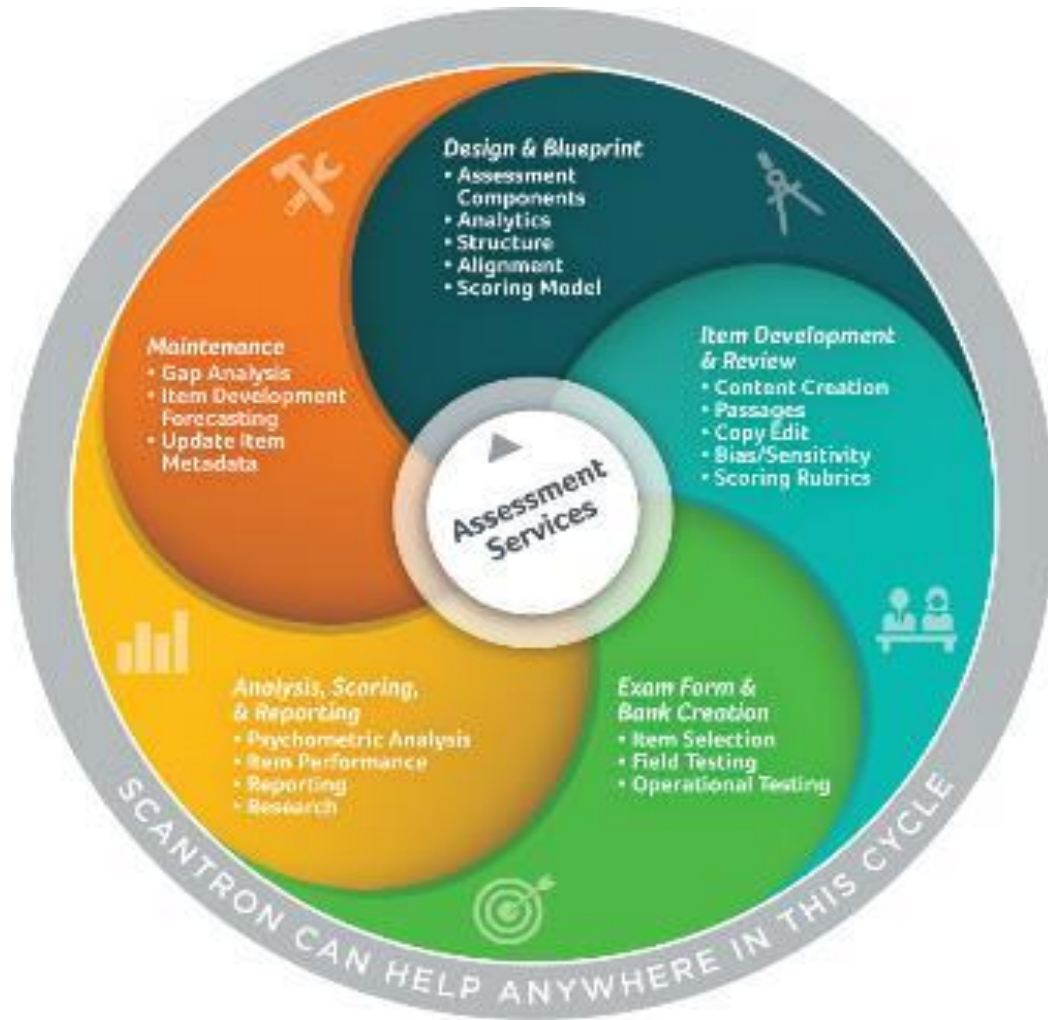 Design & Blueprint
• Assessment
Components
• Analytics
• Structure
• Alignment
• Scoring Model
Item Development
& Review
• Content Creation
• Passages
• Copy Edit
• Bias/Sensitivity
• Scoring Rubrics
Exam Form &
Bank Creation
• Item Selection
• Field Testing
• Operational Testing
Analysis, Scoring,
& Reporting
• Psychometric Analysis
• Item Performance
• Reporting
• Research
Maintenance
• Gap Analysis
• Item Development
Forecasting
• Update Item
Metadata
Assessment
Services
SCANTRON CAN HELP ANYWHERE IN THIS CYCLE